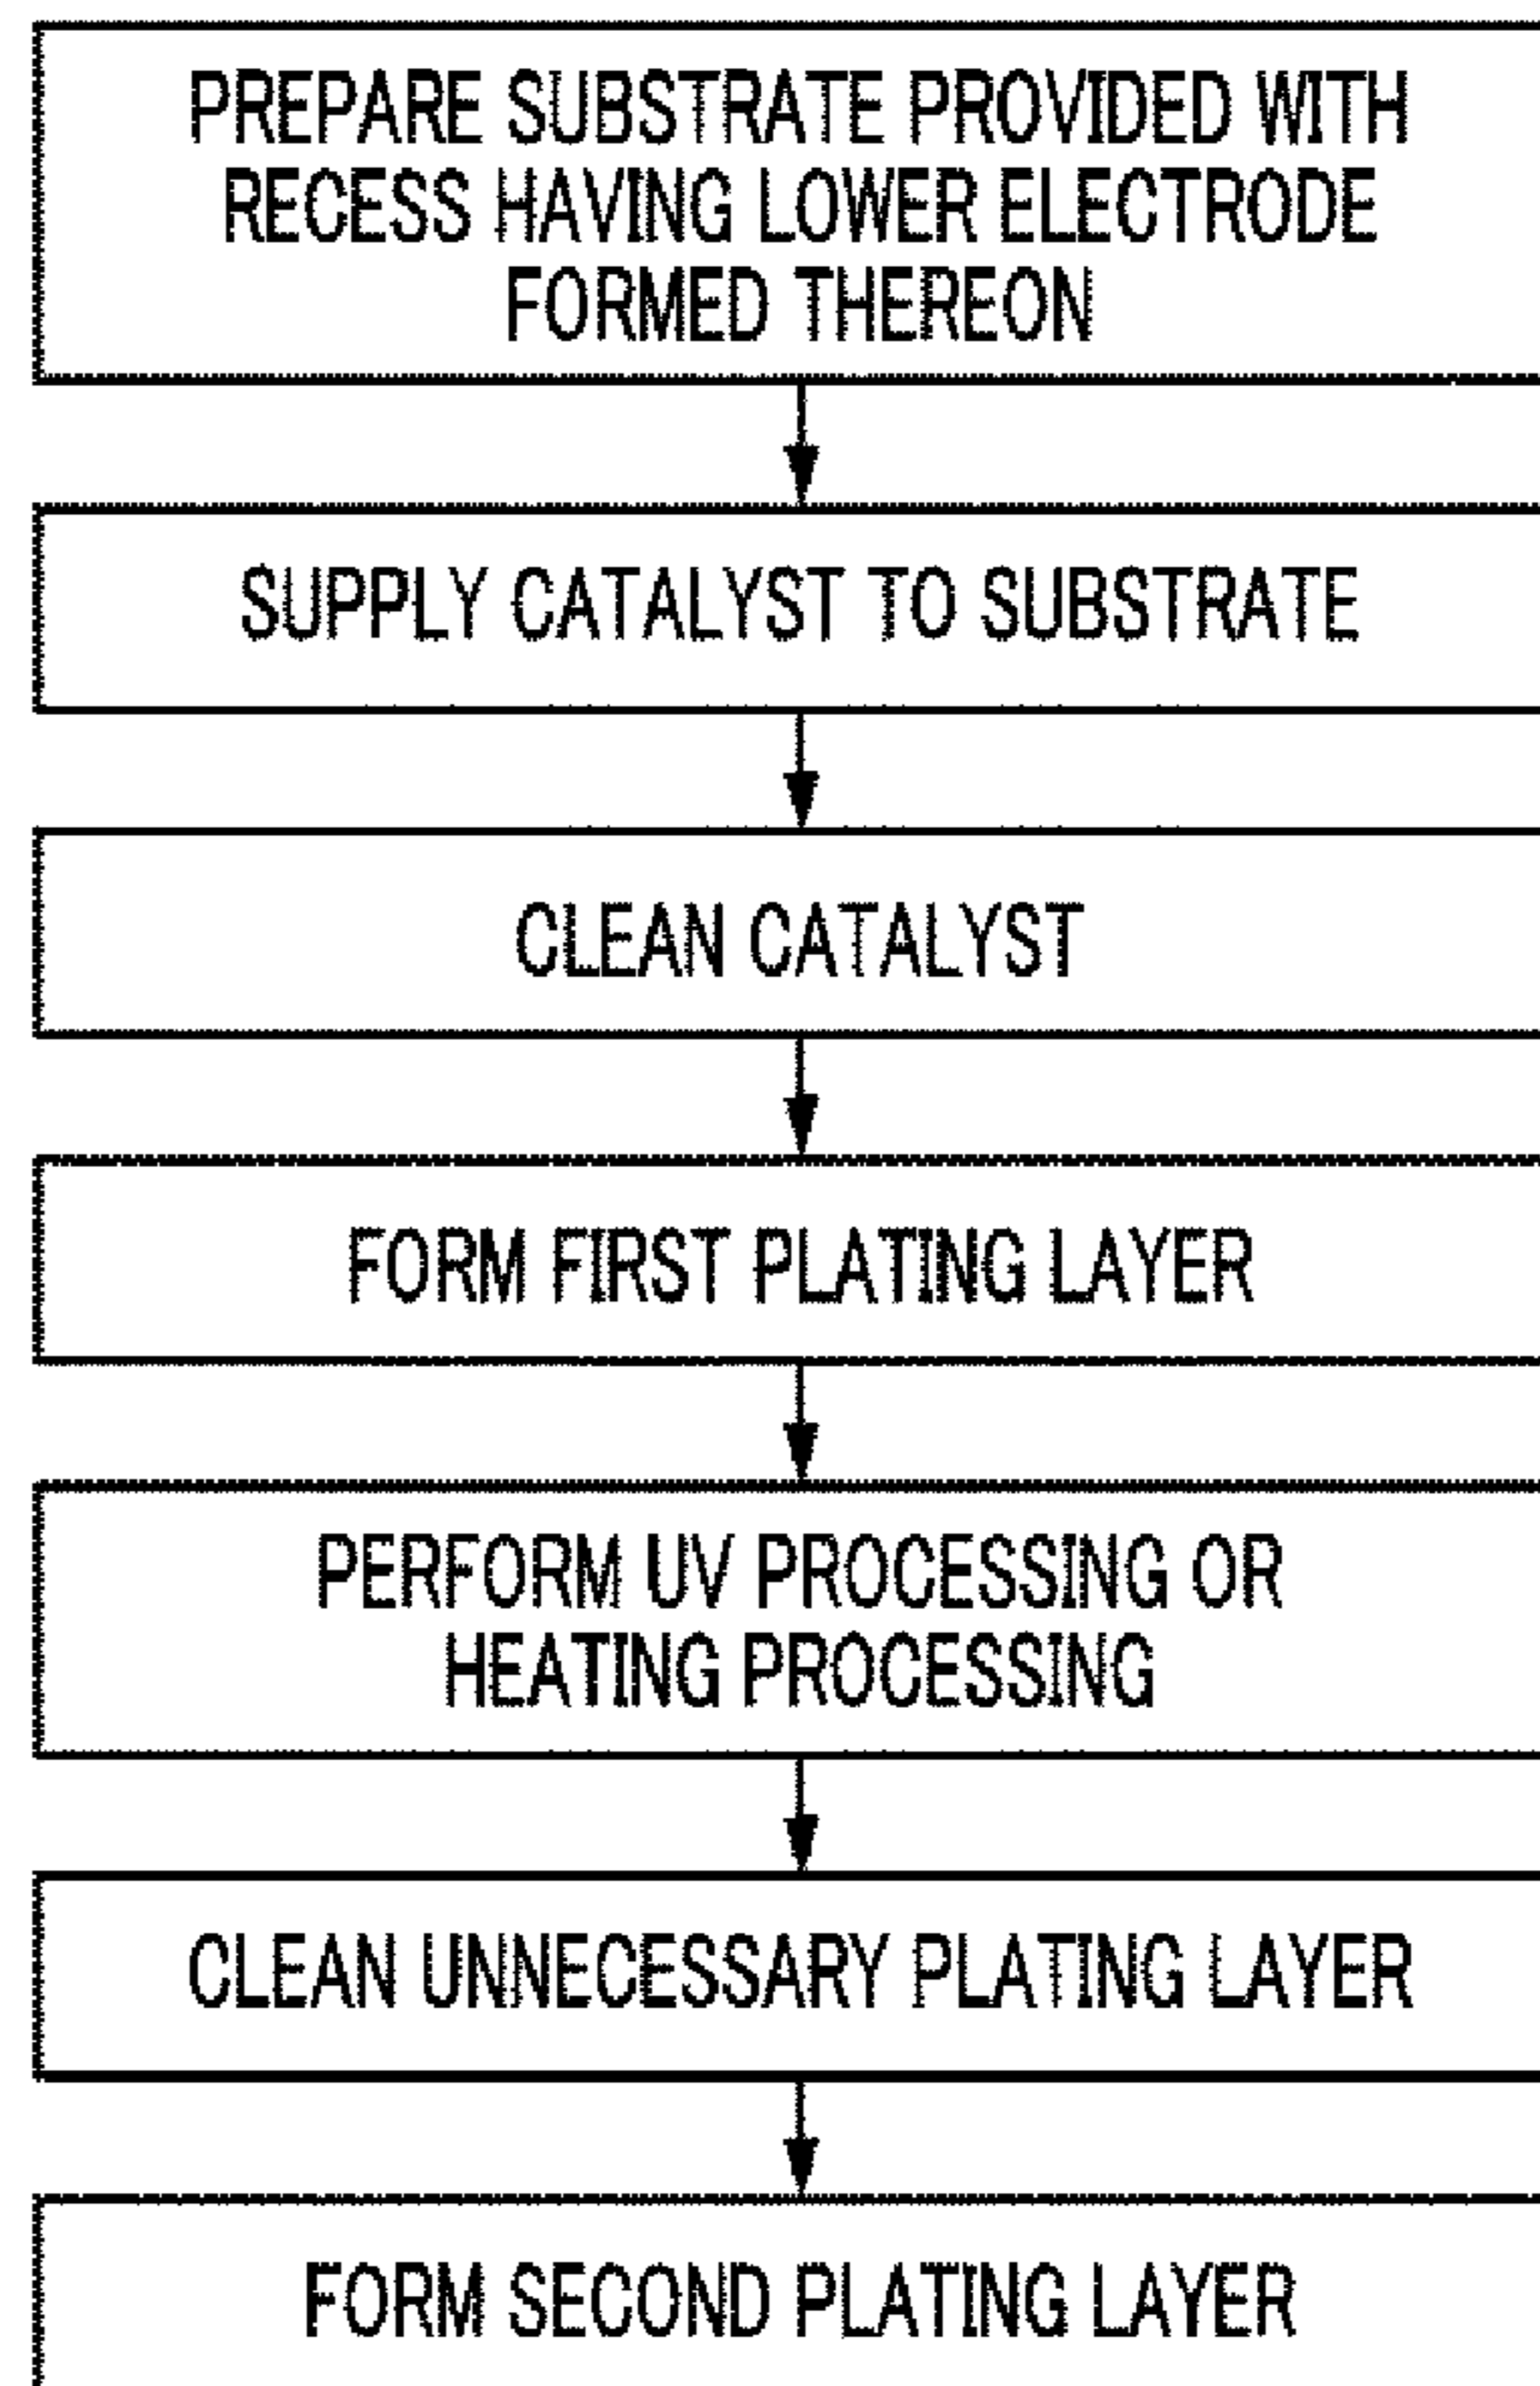 PREPARE SUBSTRATE PROVIDED WITH
RECESS HAVING LOWER ELECTRODE
FORMED THEREON
SUPPLY CATALYST TO SUBSTRATE
CLEAN CATALYST
FORM FIRST PLATING LAYER
PERFORM UV PROCESSING OR
HEATING PROCESSING
CLEAN UNNECESSARY PLATING LAYER
FORM SECOND PLATING LAYER